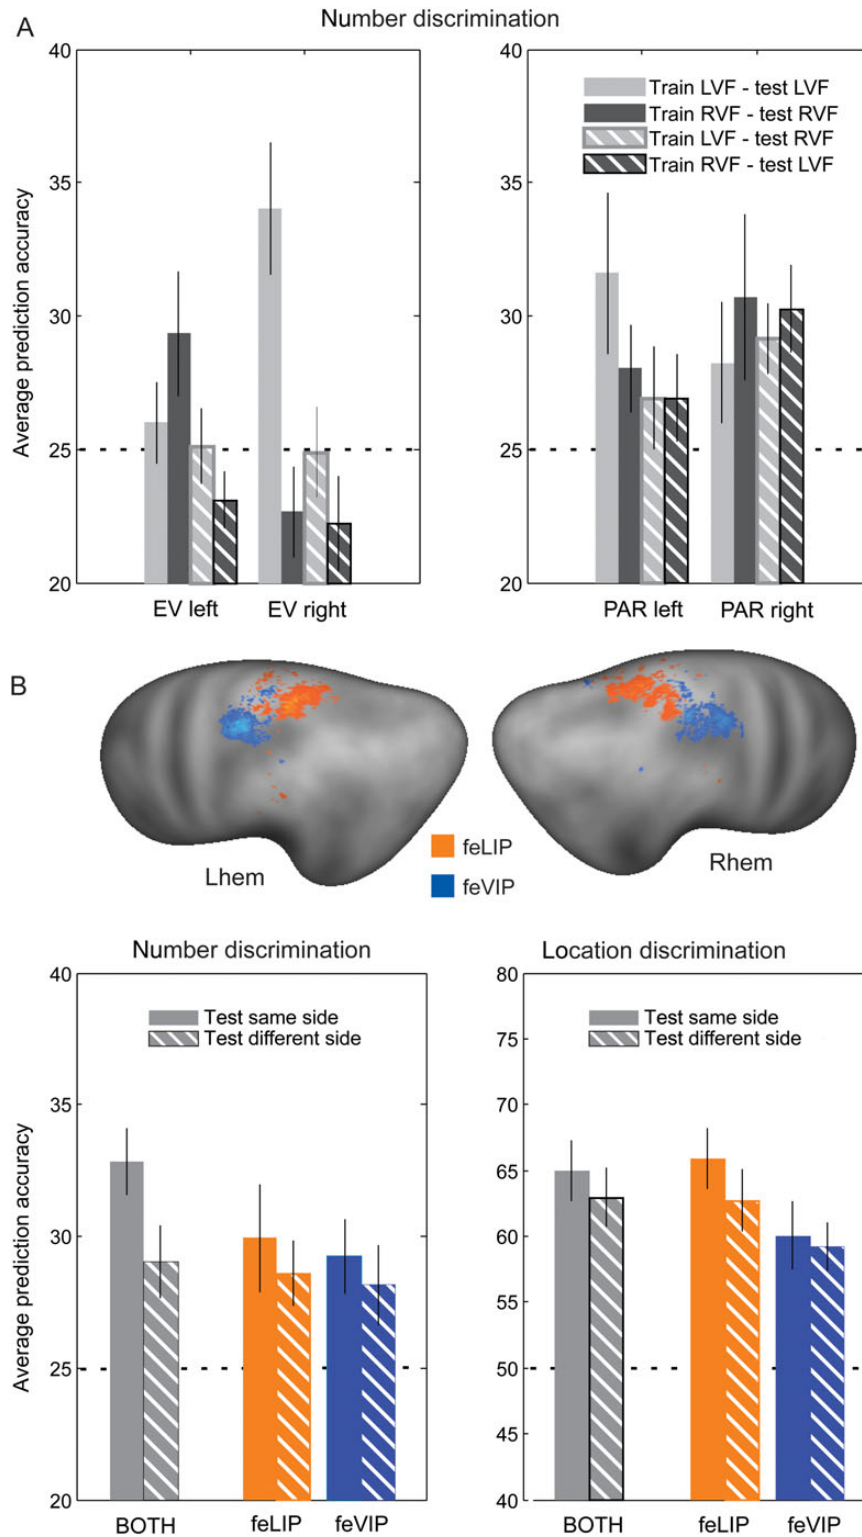 A
Number discrimination
Average prediction accuracy
40
35
30
25
20
EV left
EV right
40
35
30
25
20
Train LVF - test LVF
Train RVF - test RVF
Train LVF - test RVF
Train RVF - test LVF
PAR left
PAR right
B
Lhem
Rhem
feLIP
feVIP
Number discrimination
Average prediction accuracy
40
35
30
25
20
Test same side
Test different side
BOTH
feLIP
feVIP
Location discrimination
80
75
70
65
60
55
50
45
40
Test same side
Test different side
BOTH
feLIP
feVIP